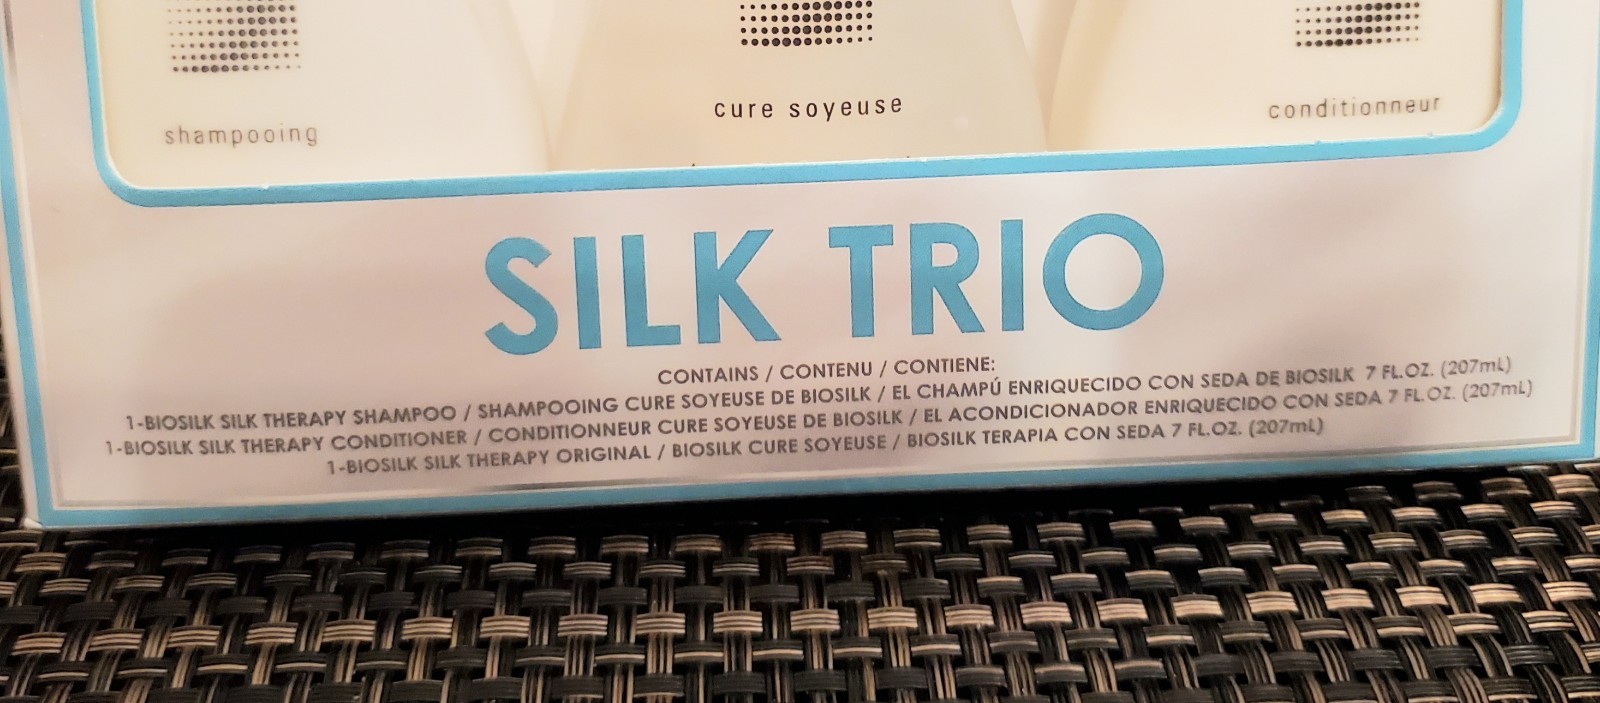 shampooing
cure soyeuse
conditionneur
SILK TRIO
CONTAINS / CONTENU / CONTIENE:
1-BIOSILK SILK THERAPY SHAMPOO / SHAMPOOING CURE SOYEUSE DE BIOSILK / EL CHAMPÚ ENRIQUECIDO CON SEDA DE BIOSILK 7 FL.OZ. (207mL)
1-BIOSILK SILK THERAPY CONDITIONER / CONDITIONNEUR CURE SOYEUSE DE BIOSILK / EL ACONDICIONADOR ENRIQUECIDO CON SEDA 7 FL.OZ. (207mL)
1-BIOSILK SILK THERAPY ORIGINAL / BIOSILK CURE SOYEUSE / BIOSILK TERAPIA CON SEDA 7 FL.OZ. (207mL)